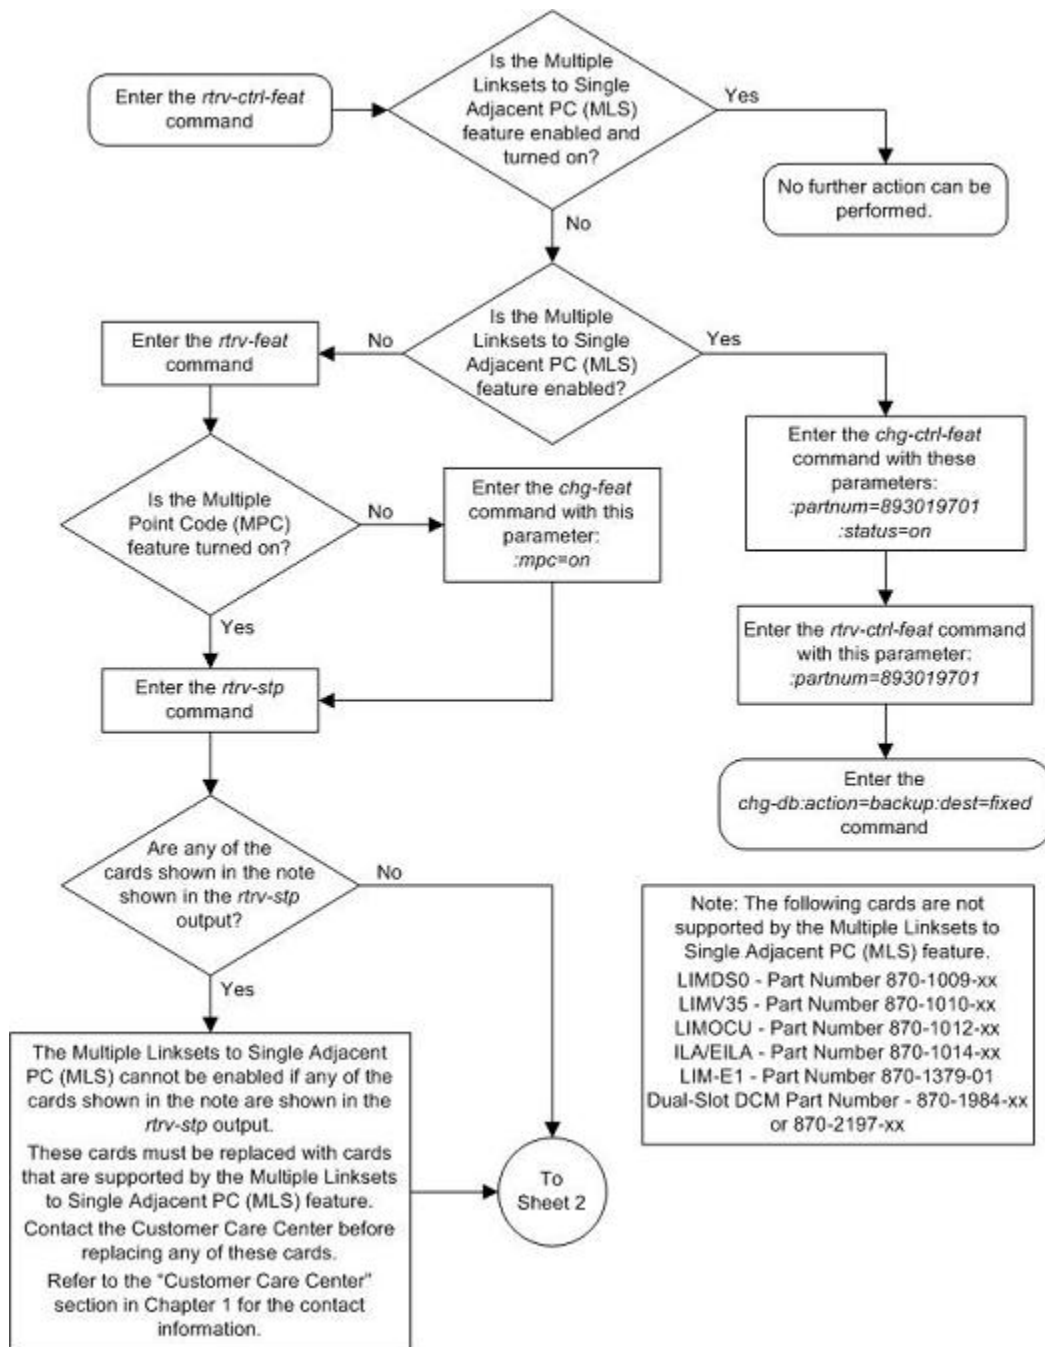 Enter the rtrv-ctrl-feat
command
Is the Multiple
Linksets to Single
Adjacent PC (MLS)
feature enabled and
turned on?
Yes
No further action can be
performed.
No
Is the Multiple
Linksets to Single
Adjacent PC (MLS)
feature enabled?
No
Yes
Enter the rtrv-feat
command
Enter the chg-ctrl-feat
command with these
parameters:
:partnum=893019701
:status=on
Is the Multiple
Point Code (MPC)
feature turned on?
No
Enter the chg-feat
command with this
parameter:
:mpc=on
Yes
Enter the rtrv-ctrl-feat command
with this parameter:
:partnum=893019701
Enter the rtrv-stp
command
Enter the
chg-db:action=backup:dest=fixed
command
Are any of the
cards shown in the note
shown in the rtrv-stp
output?
No
Yes
Note: The following cards are not
supported by the Multiple Linksets to
Single Adjacent PC (MLS) feature.
LIMDS0 - Part Number 870-1009-xx
LIMV35 - Part Number 870-1010-xx
LIMOCU - Part Number 870-1012-xx
ILA/EILA - Part Number 870-1014-xx
LIM-E1 - Part Number 870-1379-01
Dual-Slot DCM Part Number - 870-1984-xx
or 870-2197-xx
The Multiple Linksets to Single Adjacent
PC (MLS) cannot be enabled if any of the
cards shown in the note are shown in the
rtrv-stp output.
These cards must be replaced with cards
that are supported by the Multiple Linksets
to Single Adjacent PC (MLS) feature.
Contact the Customer Care Center before
replacing any of these cards.
Refer to the “Customer Care Center”
section in Chapter 1 for the contact
information.
To
Sheet 2